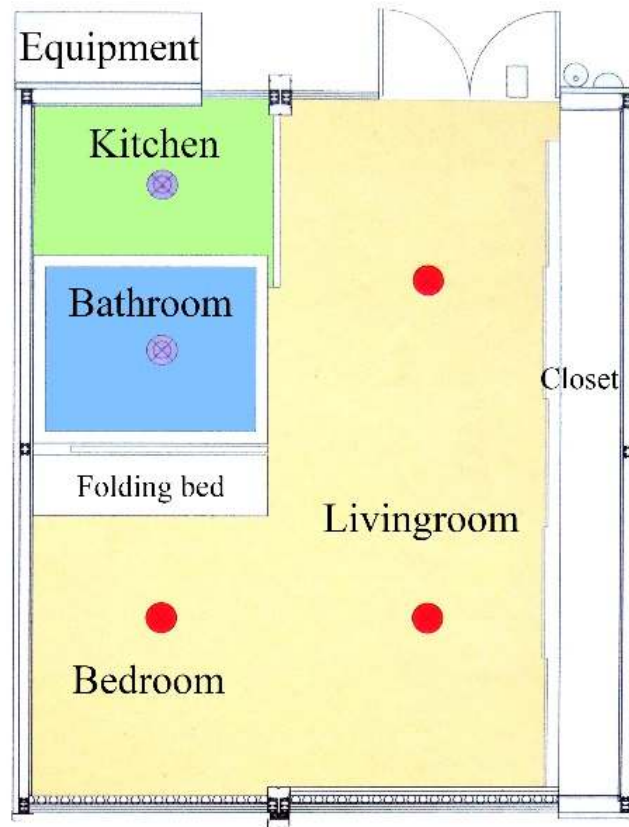 Equipment
Kitchen
Bathroom
Closet
Folding bed
Livingroom
Bedroom